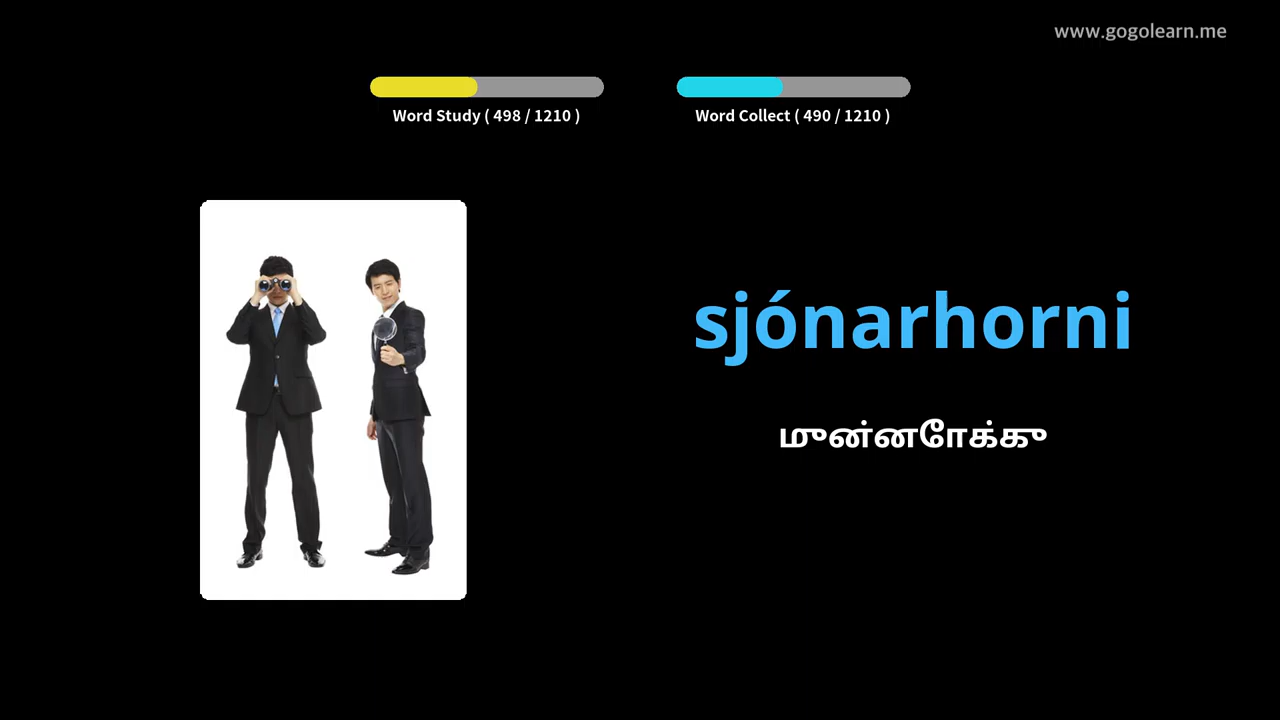 www.gogolearn.me
Word Study ( 498 / 1210 )
Word Collect ( 490 / 1210 )
sjónarhorni
முன்னோக்கு